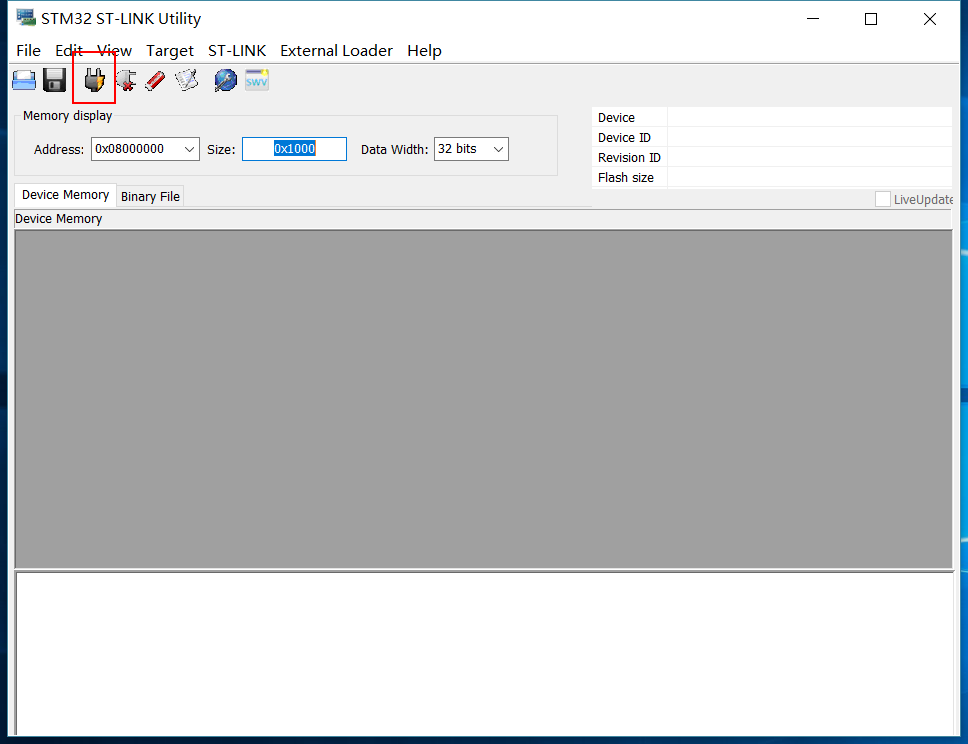 STM32 ST-LINK Utility
File Edit View Target ST-LINK External Loader Help
SWV
Memory display
Address: 0x08000000 Size: 0x1000 Data Width: 32 bits
Device
Device ID
Revision ID
Flash size
LiveUpdate
Device Memory Binary File
Device Memory